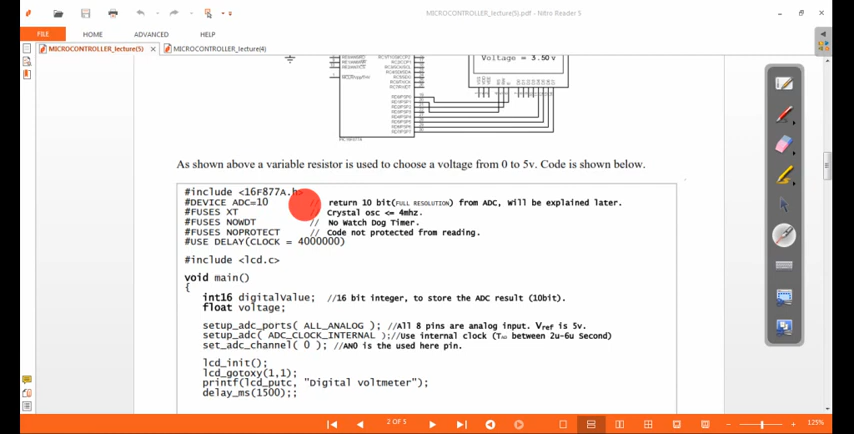 MICROCONTROLLER_lecture(5).pdf - Nitro Reader 5
FILE HOME ADVANCED HELP
MICROCONTROLLER_lecture(5) MICROCONTROLLER_lecture(4)
Voltage = 3.50v
As shown above a variable resistor is used to choose a voltage from 0 to 5v. Code is shown below.
#include <16F877A.h>
#DEVICE ADC=10 // return 10 bit(FULL RESOLUTION) from ADC, Will be explained later.
#FUSES XT // Crystal osc <= 4mhz.
#FUSES NOWDT // No Watch Dog Timer.
#FUSES NOPROTECT // Code not protected from reading.
#USE DELAY(CLOCK = 4000000)
#include <lcd.c>
void main()
{
int16 digitalvalue; //16 bit integer, to store the ADC result (10bit).
float voltage;
setup_adc_ports( ALL_ANALOG ); //All 8 pins are analog input. Vref is 5v.
setup_adc( ADC_CLOCK_INTERNAL );//Use internal clock (TAD between 2u-6u Second)
set_adc_channel( 0 ); //AN0 is the used here pin.
lcd_init();
lcd_gotoxy(1,1);
printf(lcd_putc, "Digital voltmeter");
delay_ms(1500);;
2 OF 5
125%